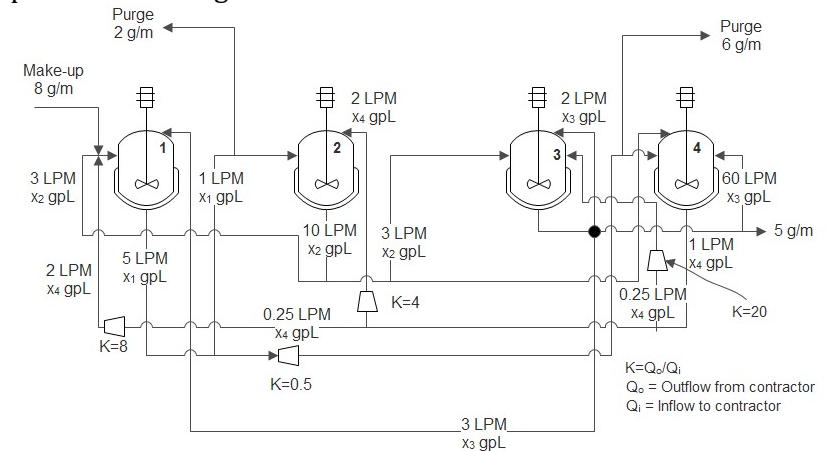 Purge
2 g/m
Purge
6 g/m
Make-up
8 g/m
2 LPM
X₄ gpL
2 LPM
X₃ gpL
1
2
3
4
3 LPM
X₂ gpL
1 LPM
X₁ gpL
60 LPM
X₃ gpL
10 LPM
X₂ gpL
3 LPM
X₂ gpL
5 g/m
5 LPM
X₁ gpL
1 LPM
X₄ gpL
2 LPM
X₄ gpL
0.25 LPM
X₄ gpL
K=4
0.25 LPM
X₄ gpL
K=20
K=8
K=0.5
K=Qₒ/Qᵢ
Qₒ = Outflow from contractor
Qᵢ = Inflow to contractor
3 LPM
X₃ gpL